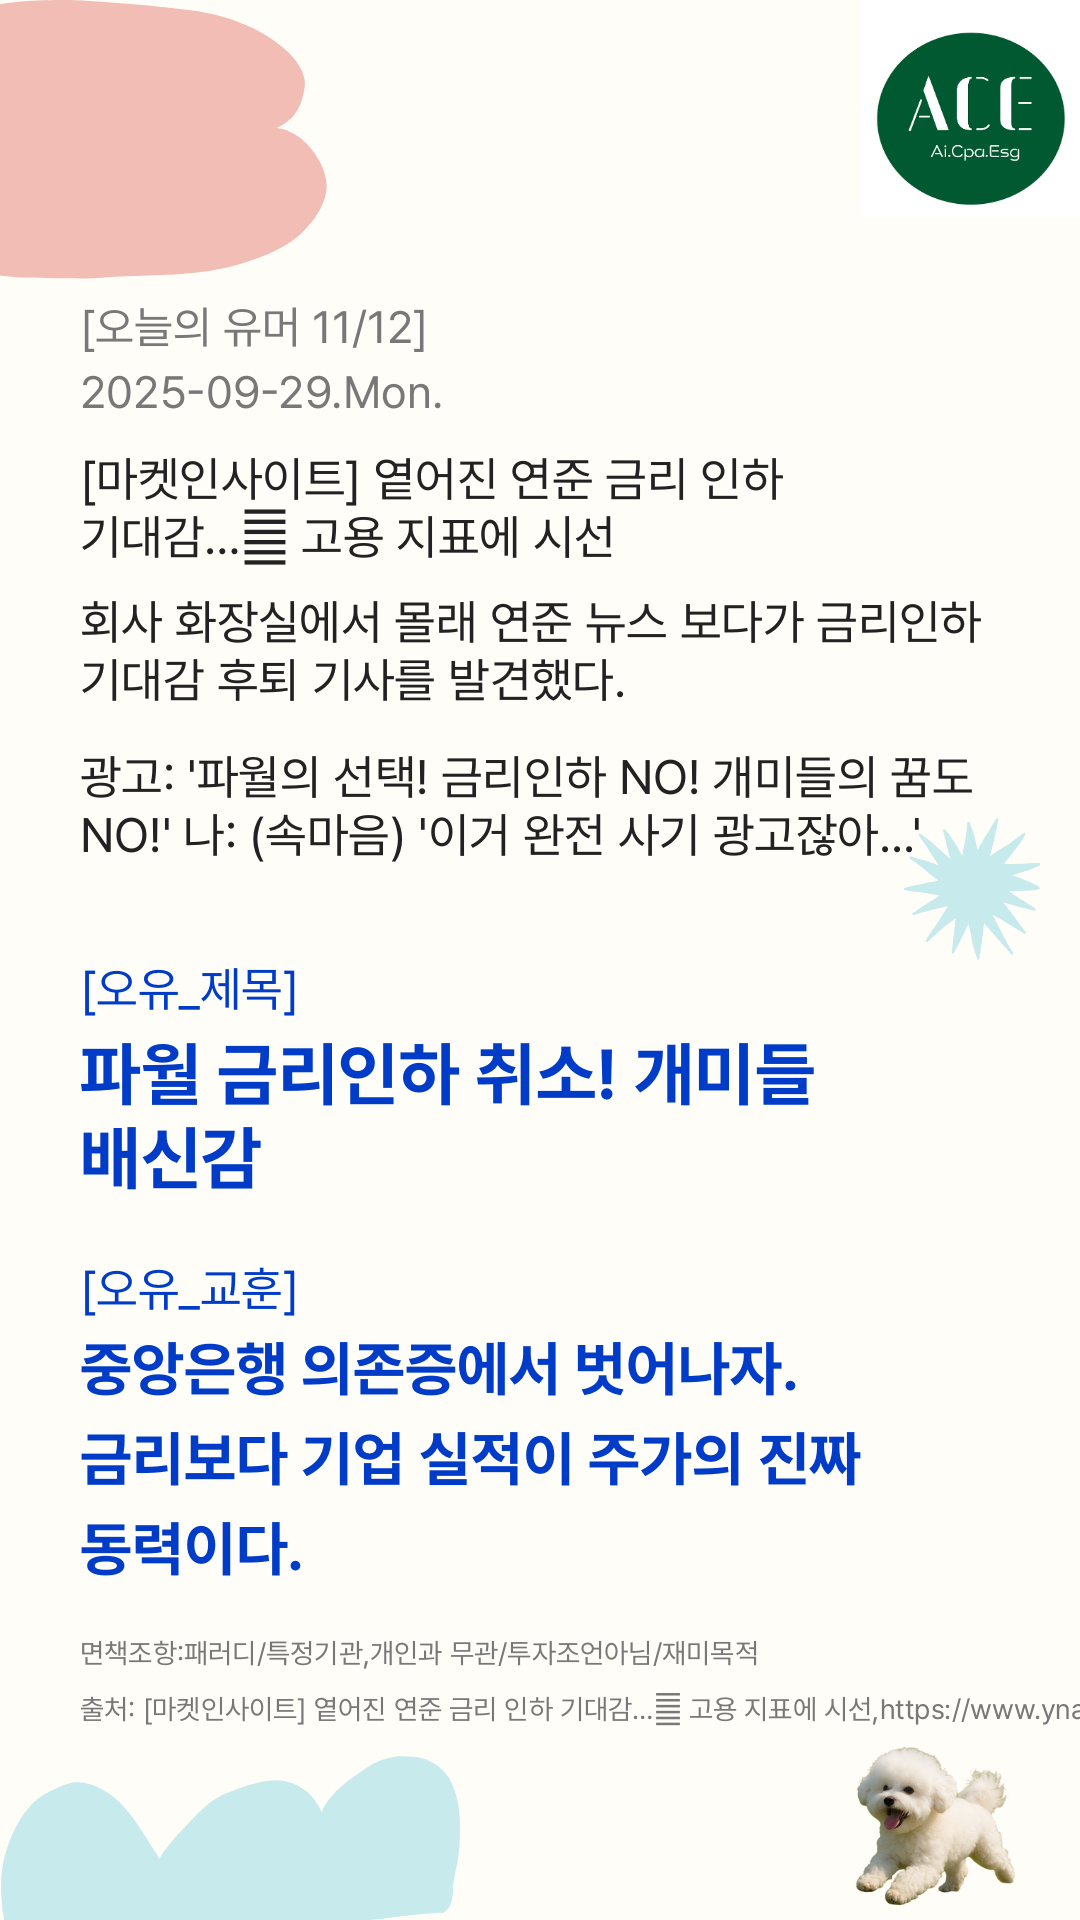 ACE
Ai.Cpa.Esg
[오늘의 유머 11/12]
2025-09-29.Mon.
[마켓인사이트] 옅어진 연준 금리 인하
기대감...䷀ 고용 지표에 시선
회사 화장실에서 몰래 연준 뉴스 보다가 금리인하
기대감 후퇴 기사를 발견했다.
광고: '파월의 선택! 금리인하 NO! 개미들의 꿈도
NO!' 나: (속마음) '이거 완전 사기 광고잖아...'
[오유_제목]
파월 금리인하 취소! 개미들
배신감
[오유_교훈]
중앙은행 의존증에서 벗어나자.
금리보다 기업 실적이 주가의 진짜
동력이다.
면책조항:패러디/특정기관,개인과 무관/투자조언아님/재미목적
출처: [마켓인사이트] 옅어진 연준 금리 인하 기대감...䷀ 고용 지표에 시선,https://www.yna